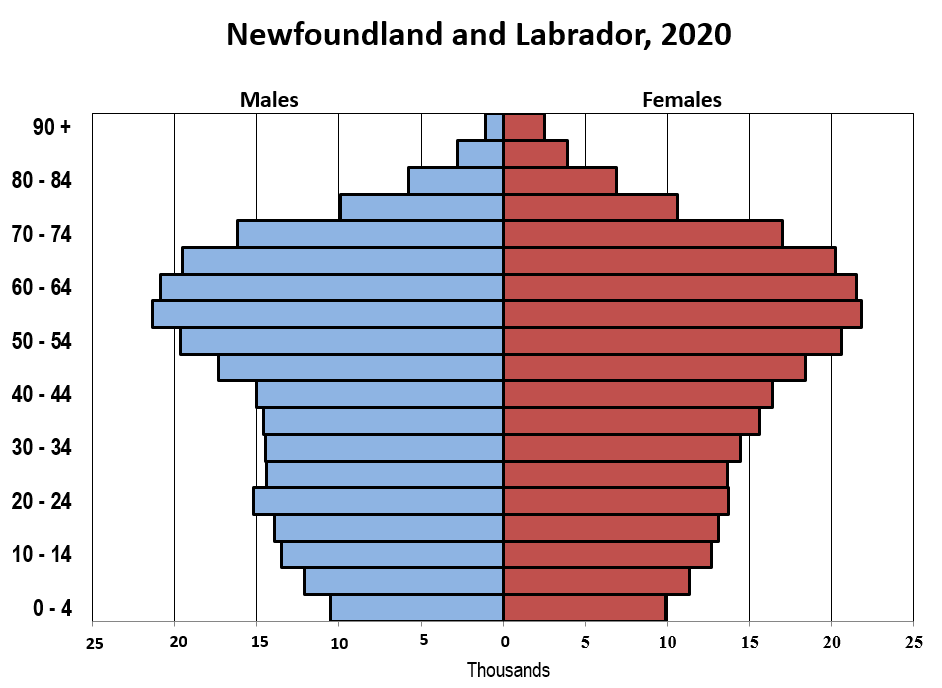 Newfoundland and Labrador, 2020
Males Females
90 +
80 - 84
70 - 74
60 - 64
50 - 54
40 - 44
30 - 34
20 - 24
10 - 14
0 - 4
25 20 15 10 5 0 5 10 15 20 25
Thousands